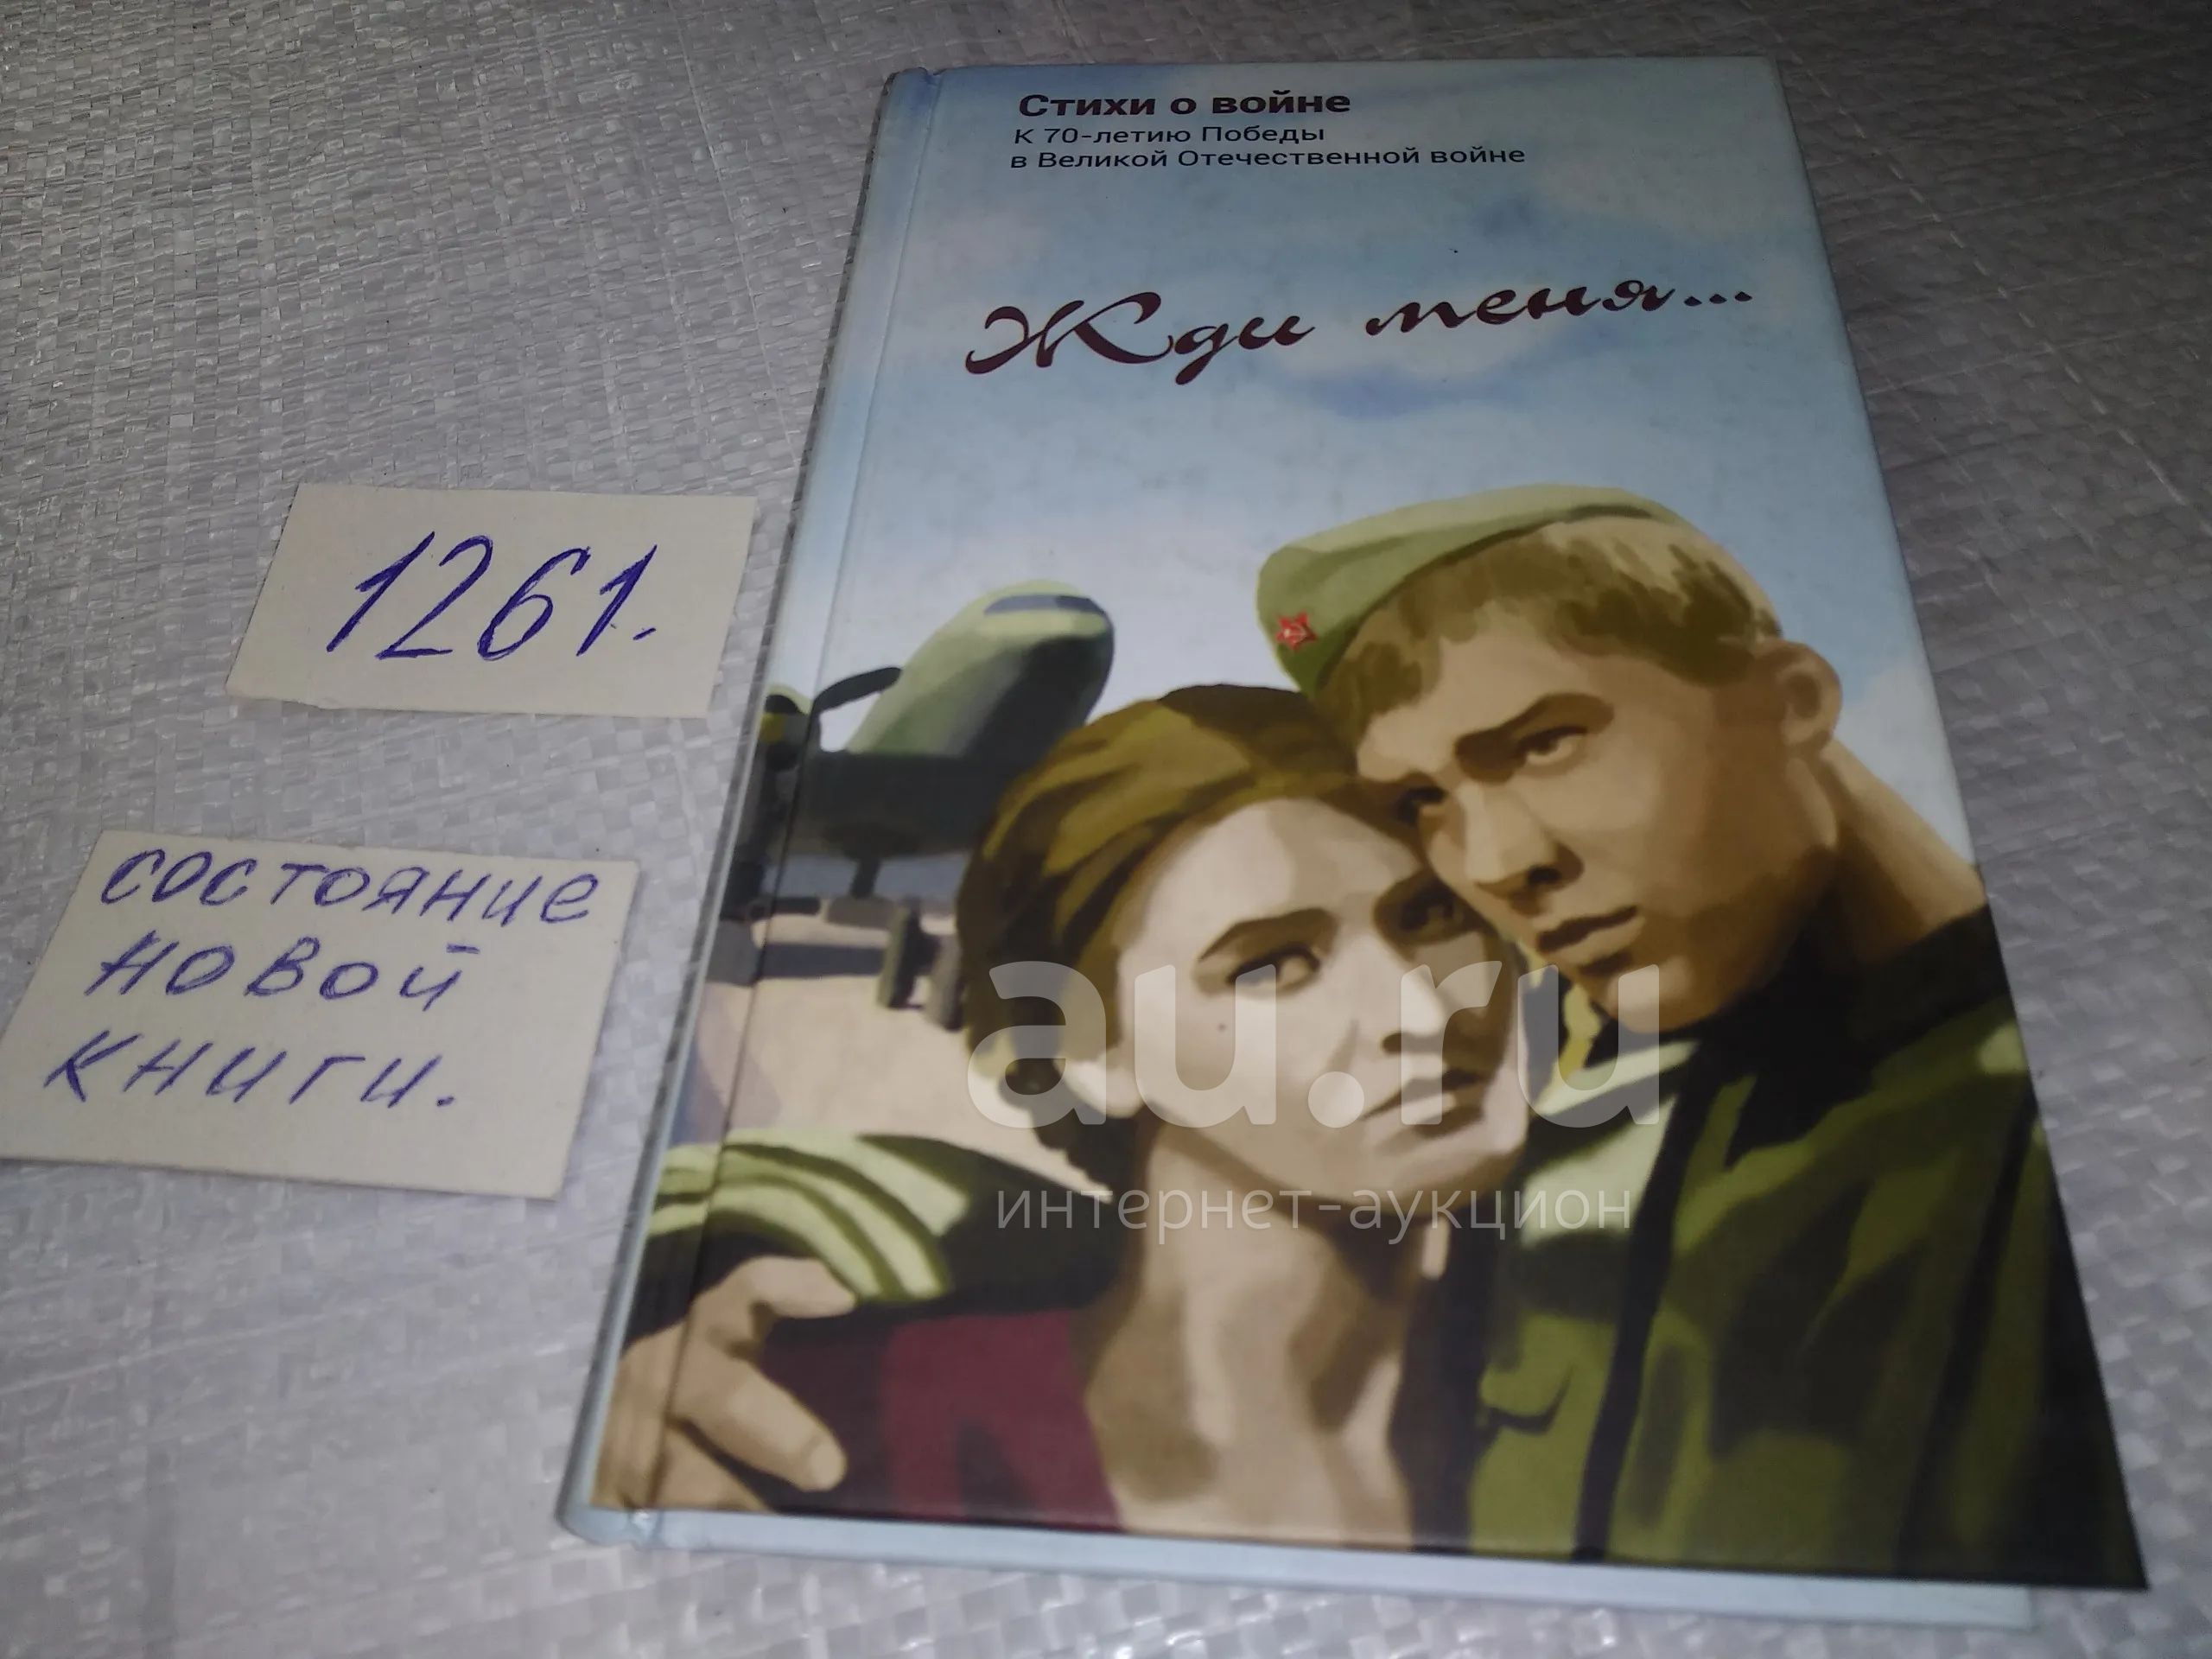 Стихи о войне
К 70-летию Победы
в Великой Отечественной войне
Жди меня...
1261.
состояние
новой
книги.
au.ru
интернет-аукцион